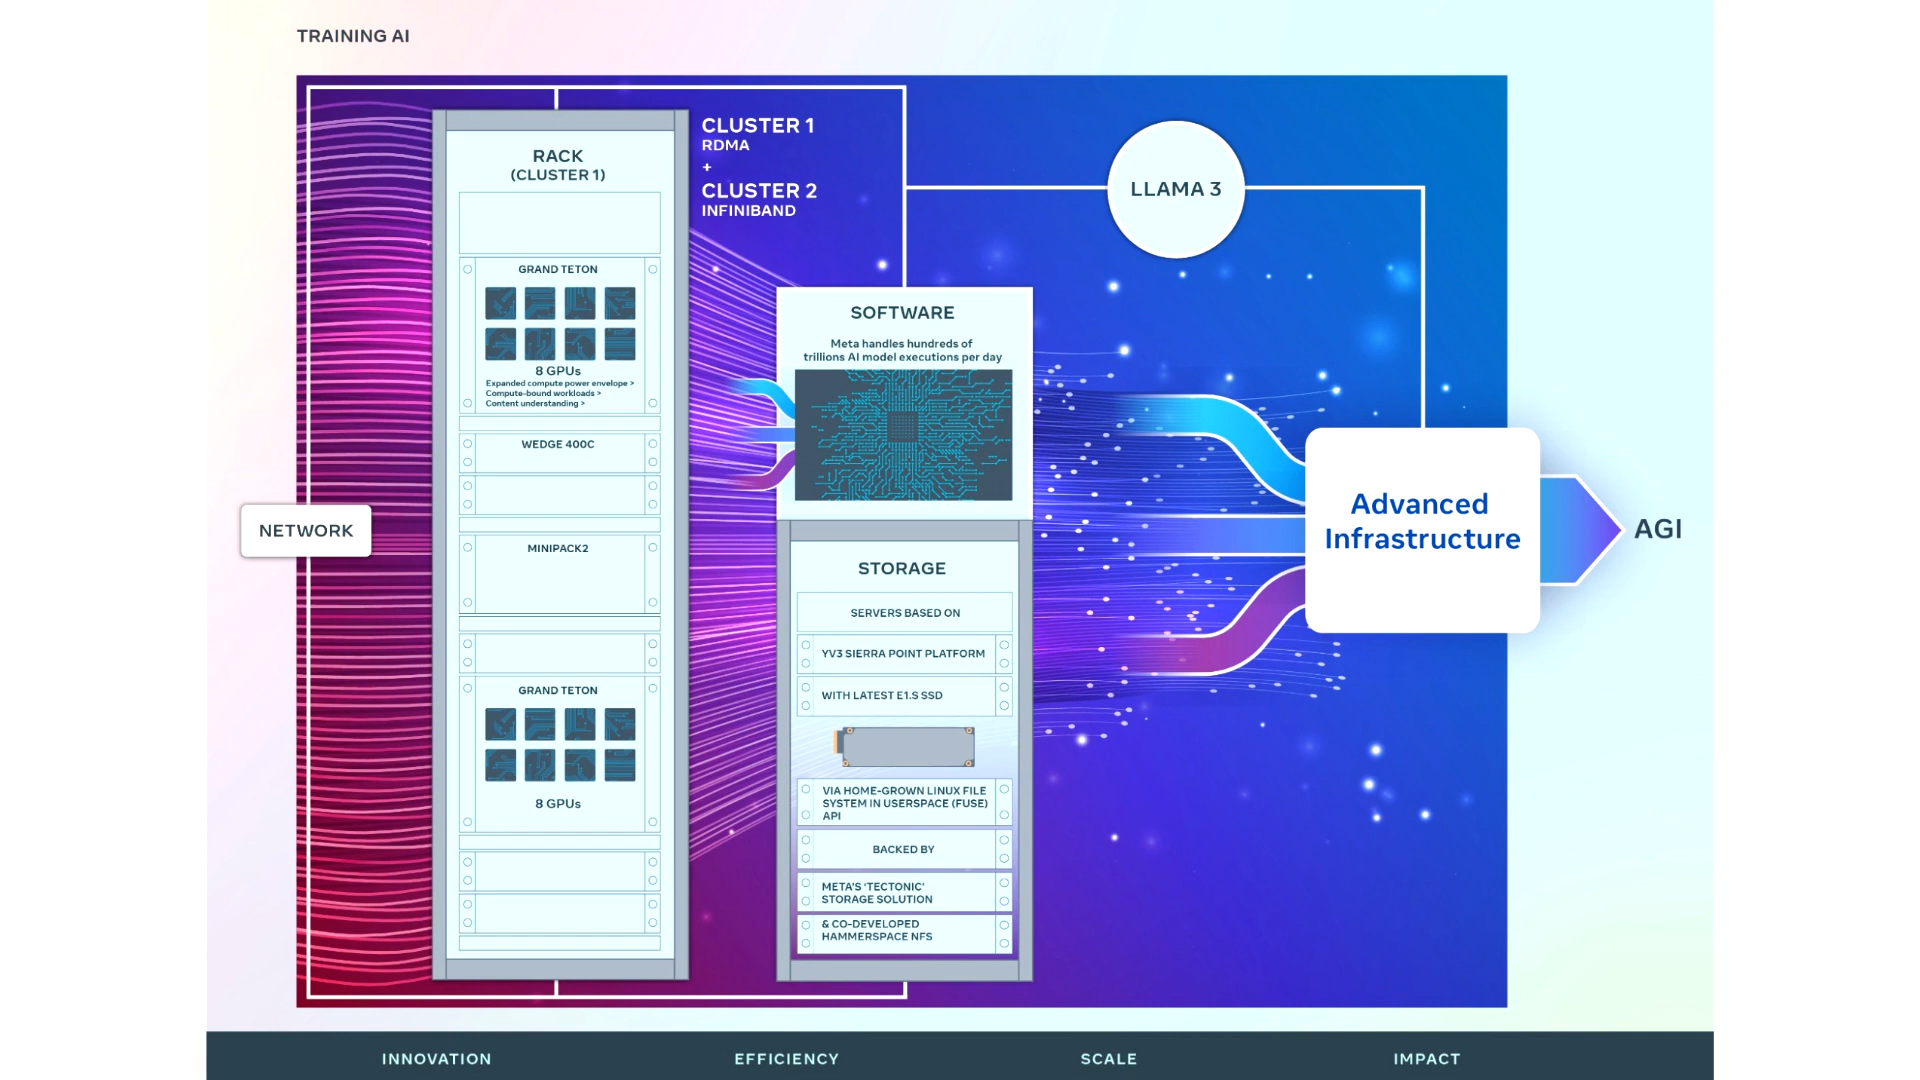 TRAINING AI
RACK
(CLUSTER 1)
GRAND TETON
8 GPUs
Expanded compute power envelope >
Compute-bound workloads >
Content understanding >
WEDGE 400C
MINIPACK2
GRAND TETON
8 GPUs
NETWORK
CLUSTER 1
RDMA
+
CLUSTER 2
INFINIBAND
SOFTWARE
Meta handles hundreds of
trillions AI model executions per day
STORAGE
SERVERS BASED ON
YV3 SIERRA POINT PLATFORM
WITH LATEST E1.S SSD
VIA HOME-GROWN LINUX FILE
SYSTEM IN USERSPACE (FUSE)
API
BACKED BY
META'S ‘TECTONIC’
STORAGE SOLUTION
& CO-DEVELOPED
HAMMERSPACE NFS
LLAMA 3
Advanced
Infrastructure
AGI
INNOVATION
EFFICIENCY
SCALE
IMPACT